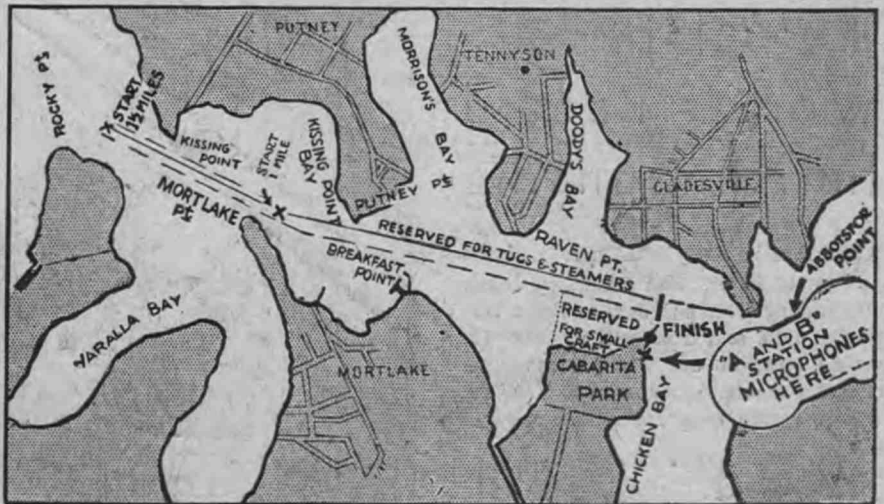 ROCKY Pts
START
1½ MILES
PUTNEY
MORRISON'S
BAY
TENNYSON
DOODY'S BAY
GLADESVILLE
KISSING
POINT
START
1 MILE
KISSING POINT
BAY
PUTNEY Pt.
MORTLAKE
Pt.
RESERVED FOR TUGS & STEAMERS
RAVEN PT.
BREAKFAST
POINT
ABBOTSFORD
POINT
YARALLA BAY
MORTLAKE
RESERVED
FOR SMALL
CRAFT
FINISH
CABARITA
PARK
CHICKEN BAY
"A AND B"
STATION
MICROPHONES
HERE